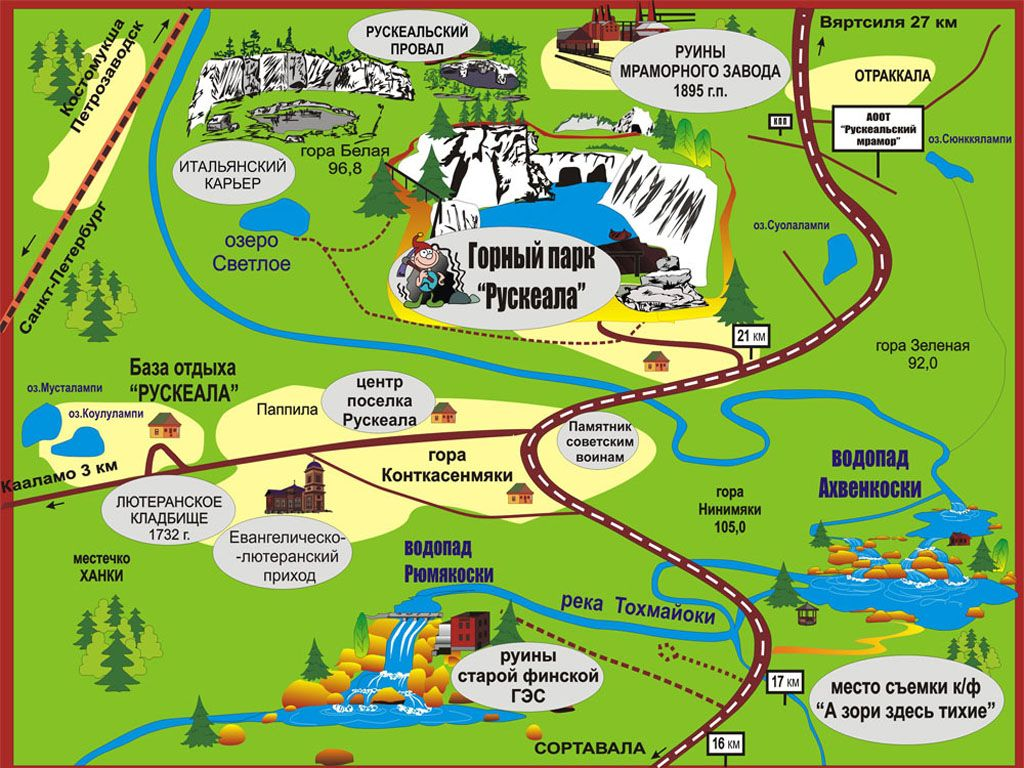 Костомукша
Петрозаводск
Санкт-Петербург
РУСКЕАЛЬСКИЙ
ПРОВАЛ
РУИНЫ
МРАМОРНОГО ЗАВОДА
1895 г.п.
Вяртсиля 27 км
ОТРАККАЛА
АООТ
"Рускеальский
мрамор"
КПП
оз.Сюнккялампи
ИТАЛЬЯНСКИЙ
КАРЬЕР
гора Белая
96,8
озеро
Светлое
Горный парк
"Рускеала"
оз.Суолалампи
21 км
гора Зеленая
92,0
База отдыха
"РУСКЕАЛА"
оз.Мусталампи
оз.Коулулампи
Паппила
центр
поселка
Рускеала
Памятник
советским
воинам
Кааламо 3 км
гора
Конткасенмяки
ЛЮТЕРАНСКОЕ
КЛАДБИЩЕ
1732 г.
Евангелическо-
-лютеранский
приход
местечко
ХАНКИ
водопад
Ахвенкоски
гора
Нинимяки
105,0
водопад
Рюмякоски
река Тохмайоки
руины
старой финской
ГЭС
17 км
место съемки к/ф
"А зори здесь тихие"
16 км
СОРТАВАЛА